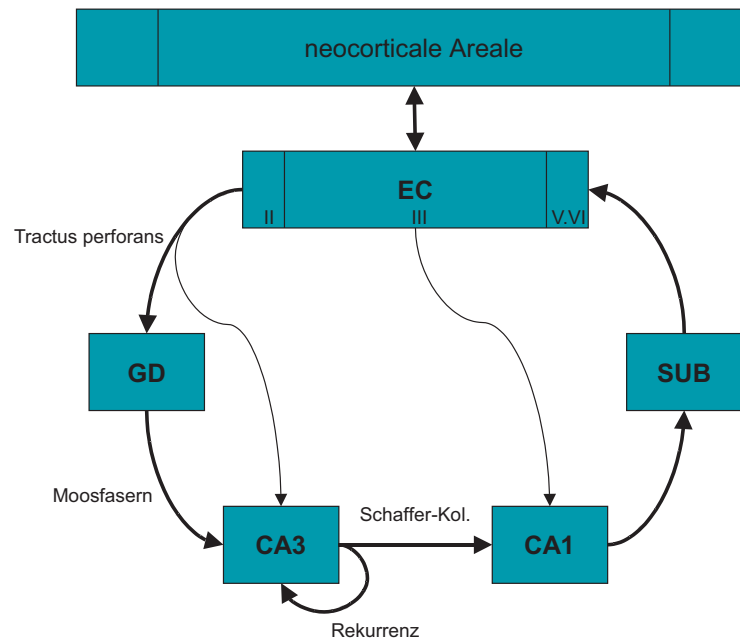 neocorticale Areale
EC
II
III
V.VI
Tractus perforans
GD
SUB
Moosfasern
Schaffer-Kol.
CA3
CA1
Rekurrenz